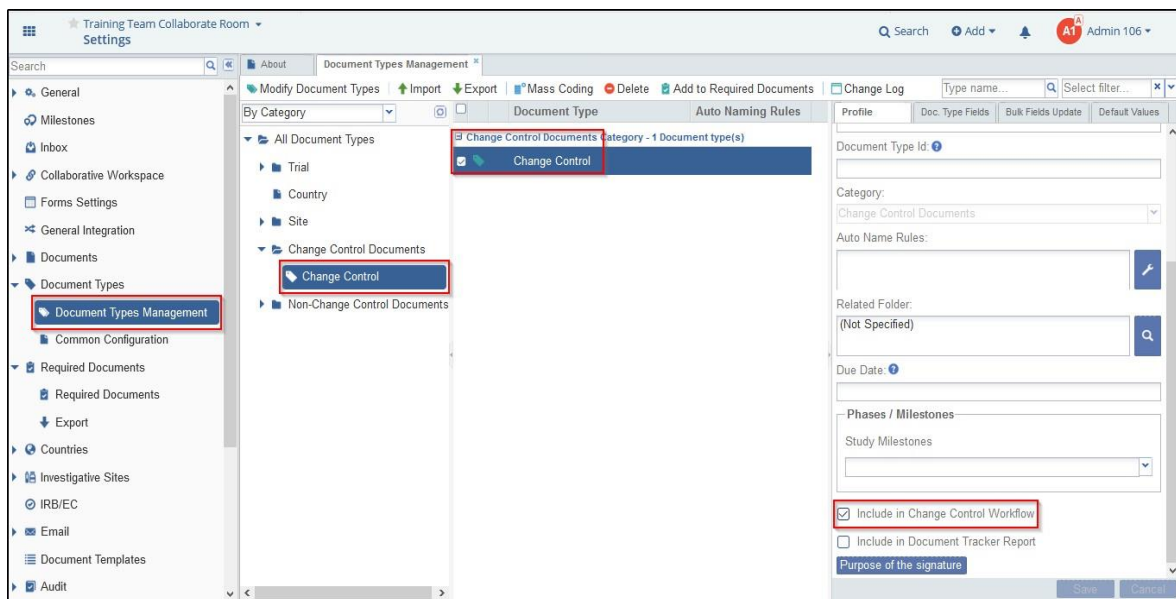 Training Team Collaborate Room
Settings
Search
Add
A
A1
Admin 106
Search
General
Milestones
Inbox
Collaborative Workspace
Forms Settings
General Integration
Documents
Document Types
Document Types Management
Common Configuration
Required Documents
Required Documents
Export
Countries
Investigative Sites
IRB/EC
Email
Document Templates
Audit
About
Document Types Management
Modify Document Types
Import
Export
Mass Coding
Delete
Add to Required Documents
Change Log
Type name...
Select filter...
By Category
All Document Types
Trial
Country
Site
Change Control Documents
Change Control
Non-Change Control Documents
Document Type
Auto Naming Rules
Change Control Documents Category - 1 Document type(s)
Change Control
Profile
Doc. Type Fields
Bulk Fields Update
Default Values
Document Type Id:
Category:
Change Control Documents
Auto Name Rules:
Related Folder:
(Not Specified)
Due Date:
Phases / Milestones
Study Milestones
Include in Change Control Workflow
Include in Document Tracker Report
Purpose of the signature
Save
Cancel